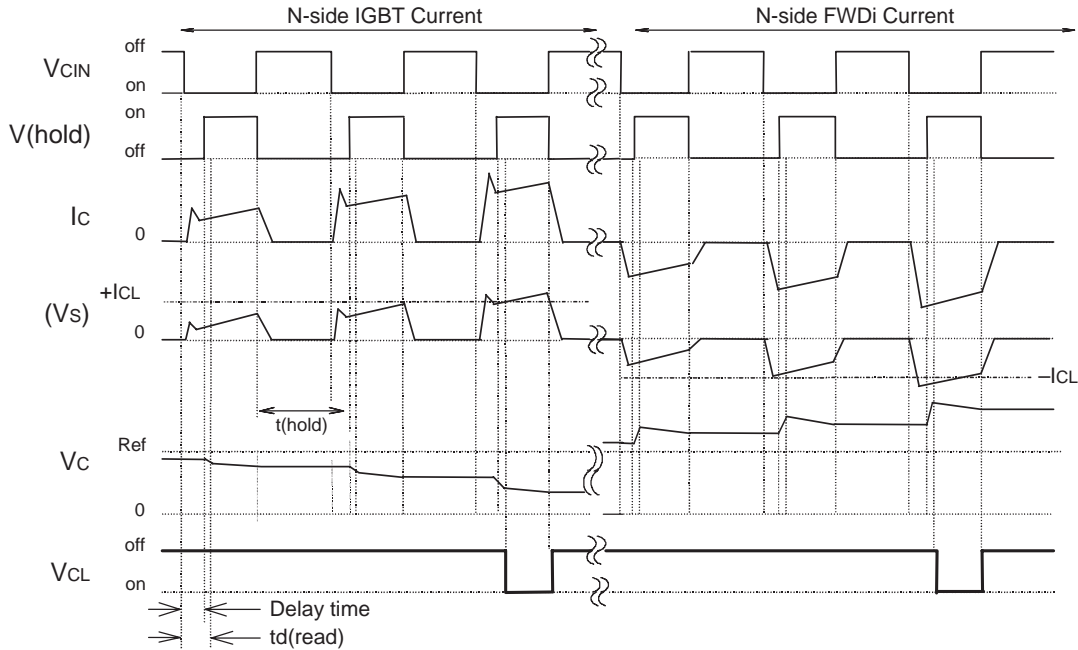 N-side IGBT Current
N-side FWDi Current
VCIN
off
on
V(hold)
on
off
IC
0
+ICL
(VS)
0
–ICL
t(hold)
Ref
VC
0
VCL
off
on
Delay time
td(read)